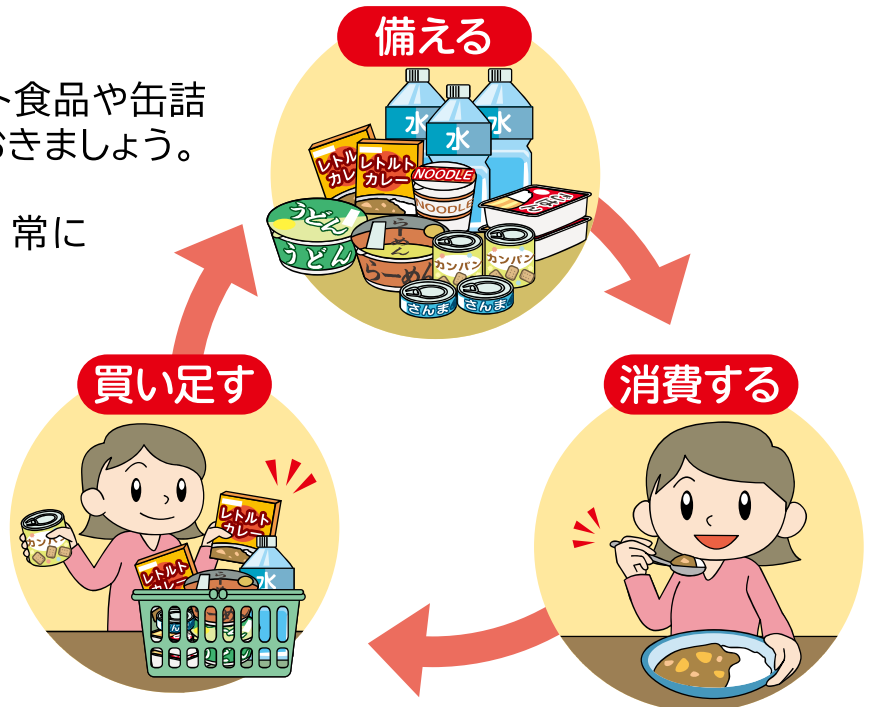 備える
ト食品や缶詰
おきましょう。
常に
水
水
水
レトルト
カレー
レトルト
カレー
NOODLE
NOODLE
うどん
うどん
らーめん
らーめん
カンパン
カンパン
さんま
さんま
買い足す
消費する
レトルト
カレー
カンパン
レトルト
カレー
水